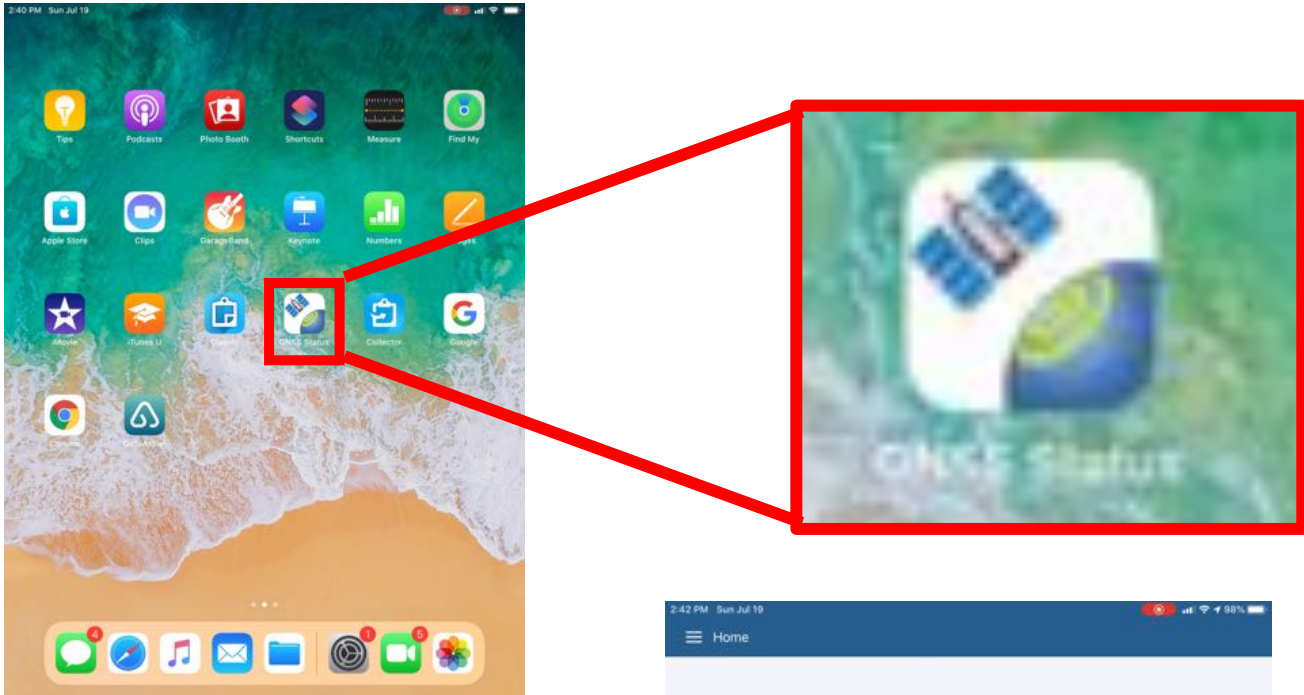 2:40 PM Sun Jul 19
Tips
Podcasts
Photo Booth
Shortcuts
Measure
Find My
Apple Store
Clips
GarageBand
Keynote
Numbers
iMovie
iTunes U
GNSS Status
Collector
Google
Chrome
4
1
5
GNSS Status
2:42 PM Sun Jul 19
98%
Home